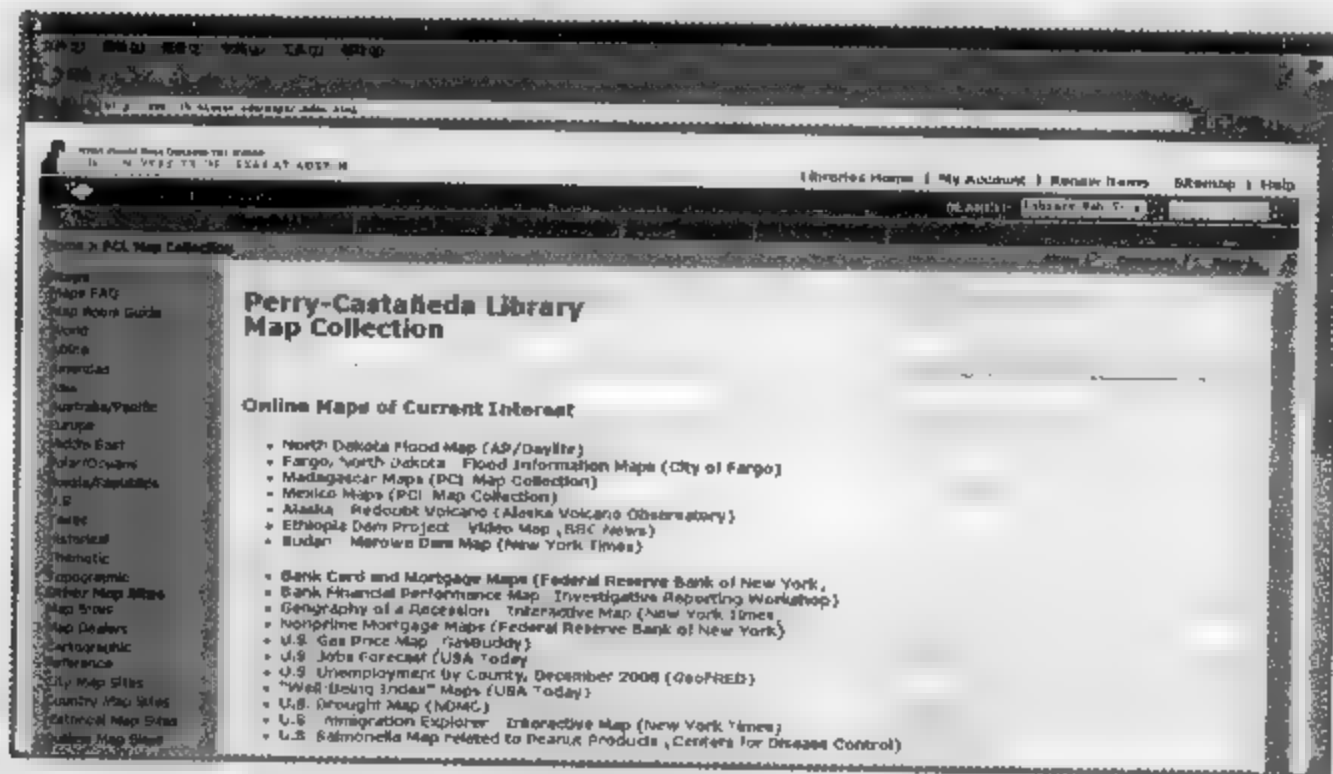 Libraries Home | My Account | Renew Items Sitemap | Help
Home > PCL Map Collection
Maps FAQ
Map Room Guide
World
Africa
Americas
Asia
Australia/Pacific
Europe
Middle East
Polar/Oceans
Russia/Republics
U.S
Texas
Historical
Thematic
Topographic
Other Map Sites
Map Stores
Map Dealers
Cartographic
Reference
City Map Sites
Country Map Sites
Historical Map Sites
Outline Map Sites
Perry-Castañeda Library
Map Collection
Online Maps of Current Interest
North Dakota Flood Map (AP/Daylife)
Fargo, North Dakota Flood Information Maps (City of Fargo)
Madagascar Maps (PCL Map Collection)
Mexico Maps (PCL Map Collection)
Alaska Redoubt Volcano (Alaska Volcano Observatory)
Ethiopia Dam Project Video Map (BBC News)
Sudan Merowe Dam Map (New York Times)
Bank Card and Mortgage Maps (Federal Reserve Bank of New York)
Bank Financial Performance Map Investigative Reporting Workshop)
Geography of a Recession Interactive Map (New York Times
Nonprime Mortgage Maps (Federal Reserve Bank of New York)
U.S Gas Price Map GasBuddy)
U.S Jobs Forecast (USA Today
U.S Unemployment by County, December 2008 (GeoFRED)
"Well-Being Index" Maps (USA Today)
U.S. Drought Map (NDMC)
U.S Immigration Explorer Interactive Map (New York Times)
U.S Salmonella Map related to Peanut Products (Centers for Disease Control)